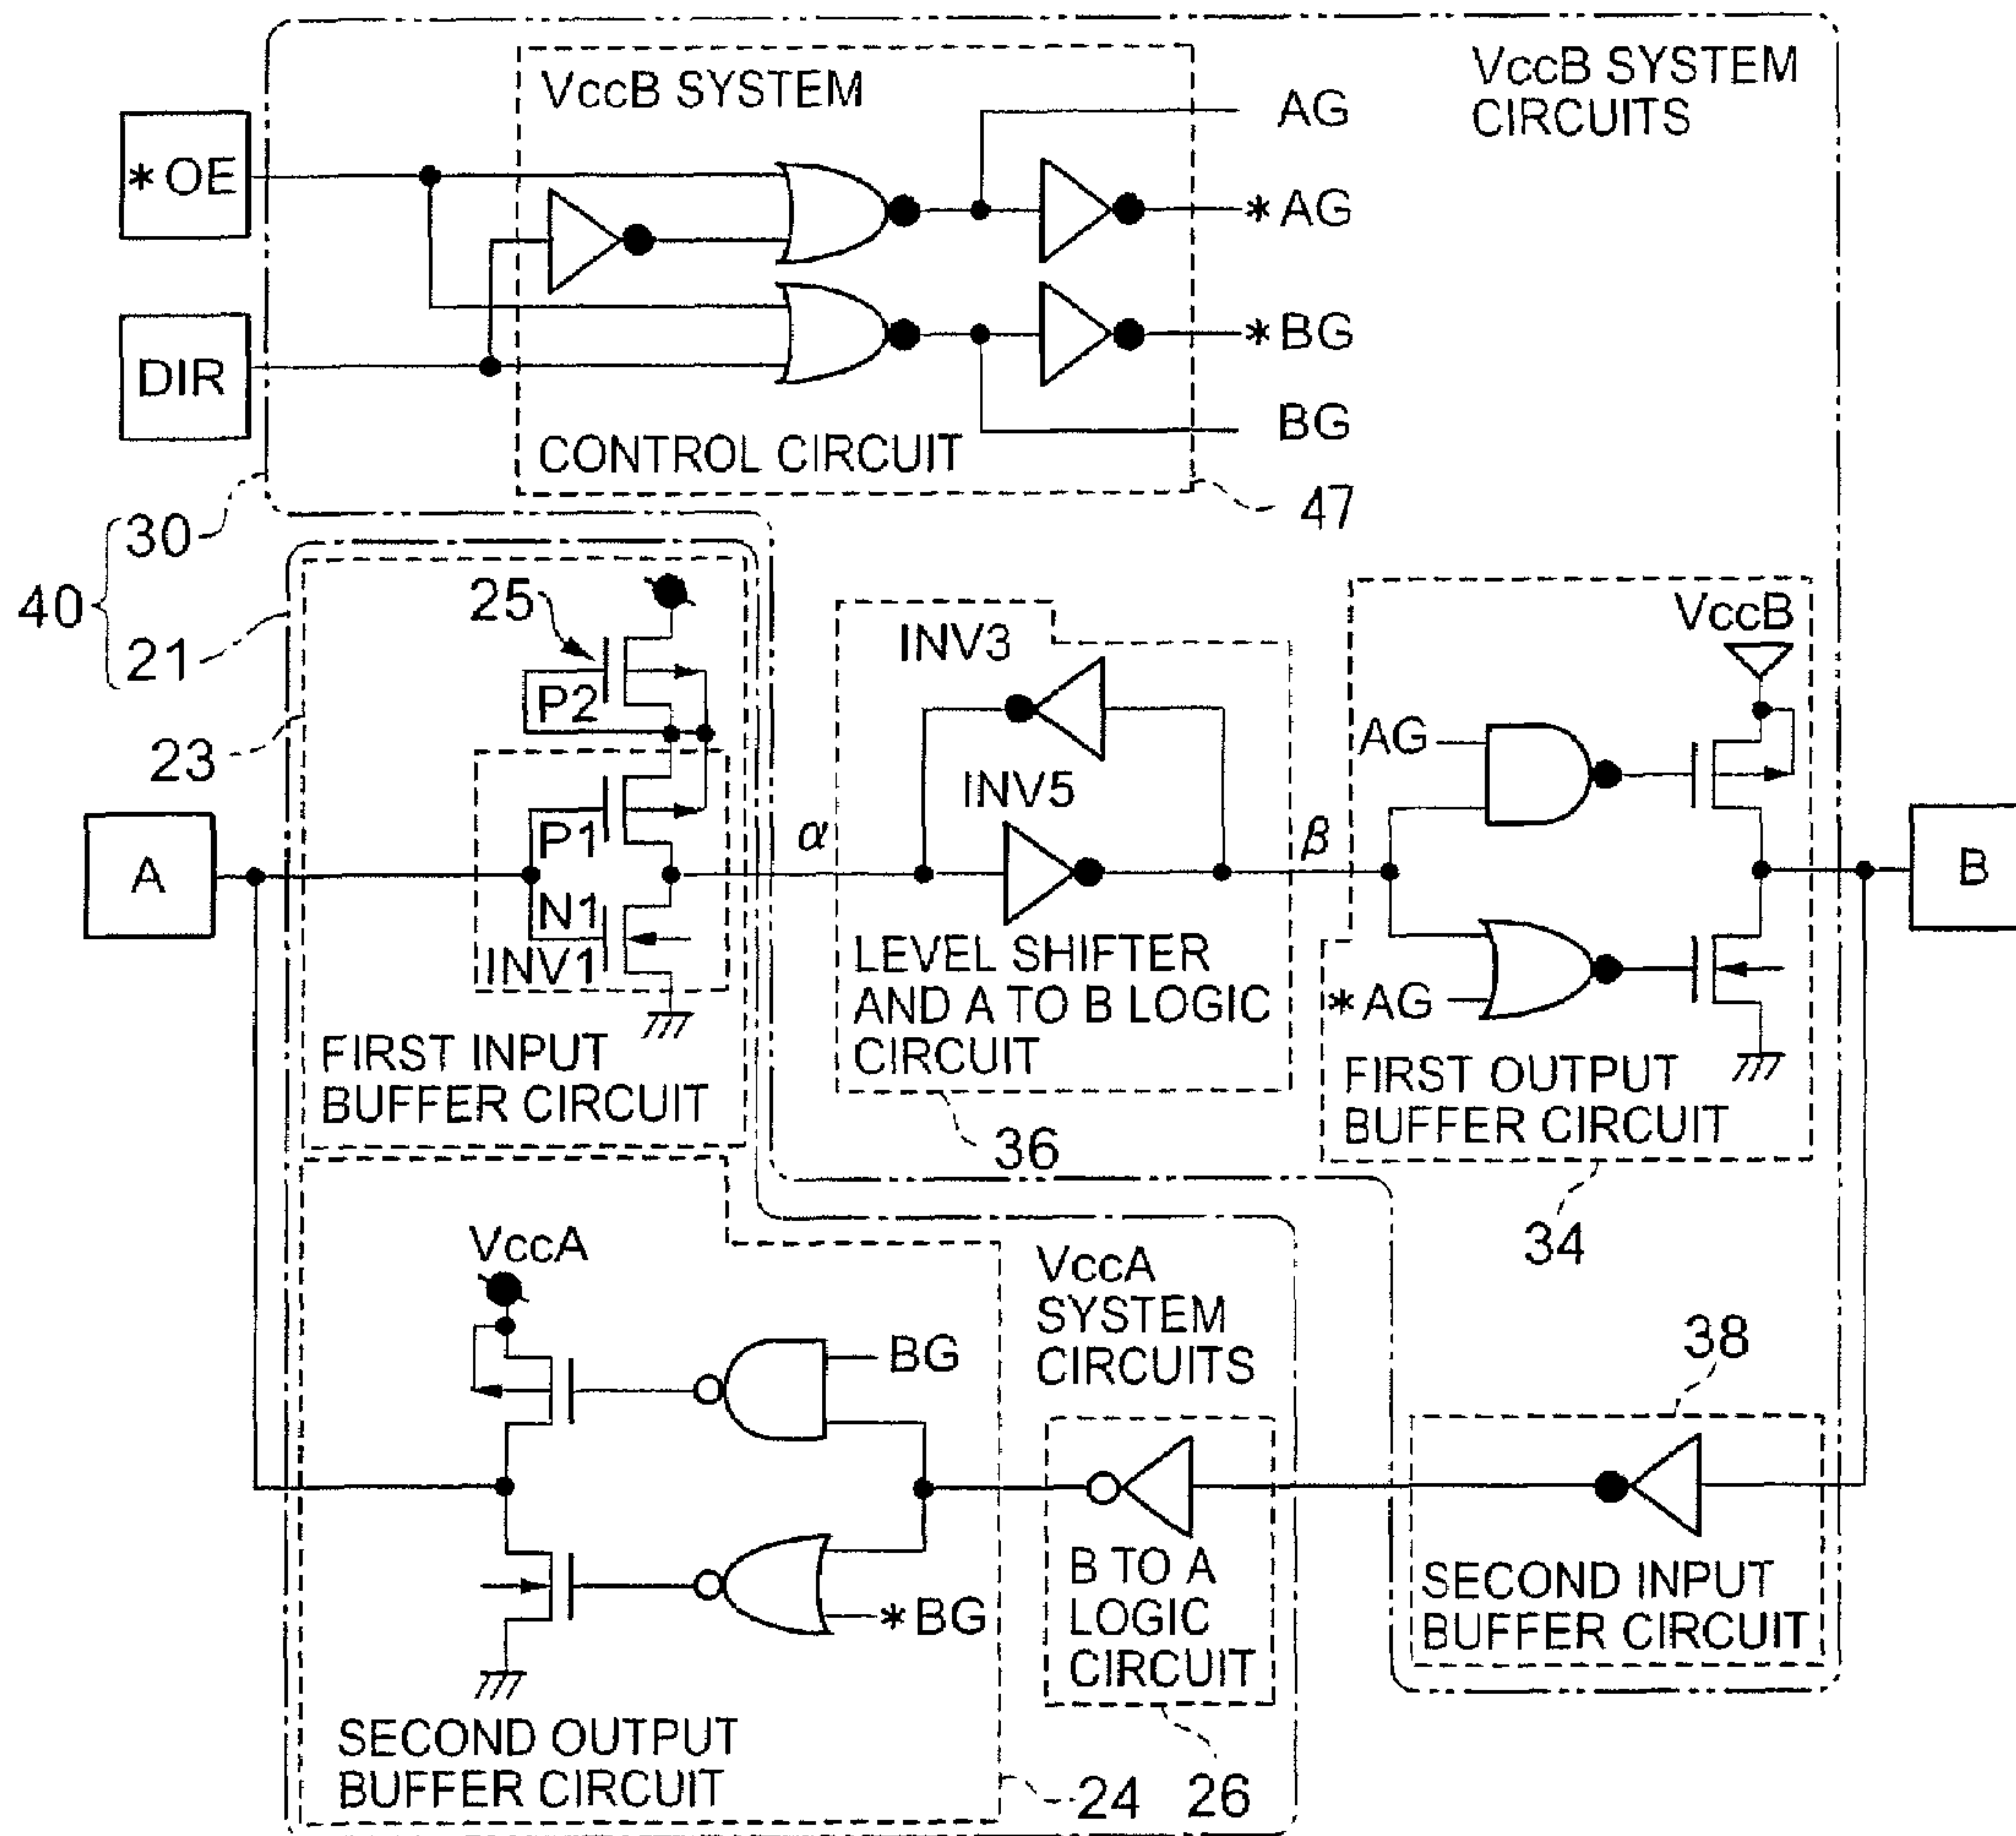 VccB SYSTEM
CIRCUITS
VccB SYSTEM
AG
*OE
*AG
DIR
*BG
BG
CONTROL CIRCUIT
47
30
40
21
25
23
P2
P1
N1
INV1
A
FIRST INPUT
BUFFER CIRCUIT
α
INV3
INV5
β
LEVEL SHIFTER
AND A TO B LOGIC
CIRCUIT
36
VccB
AG
*AG
B
FIRST OUTPUT
BUFFER CIRCUIT
34
VccA
BG
*BG
SECOND OUTPUT
BUFFER CIRCUIT
24
VccA
SYSTEM
CIRCUITS
B TO A
LOGIC
CIRCUIT
26
38
SECOND INPUT
BUFFER CIRCUIT